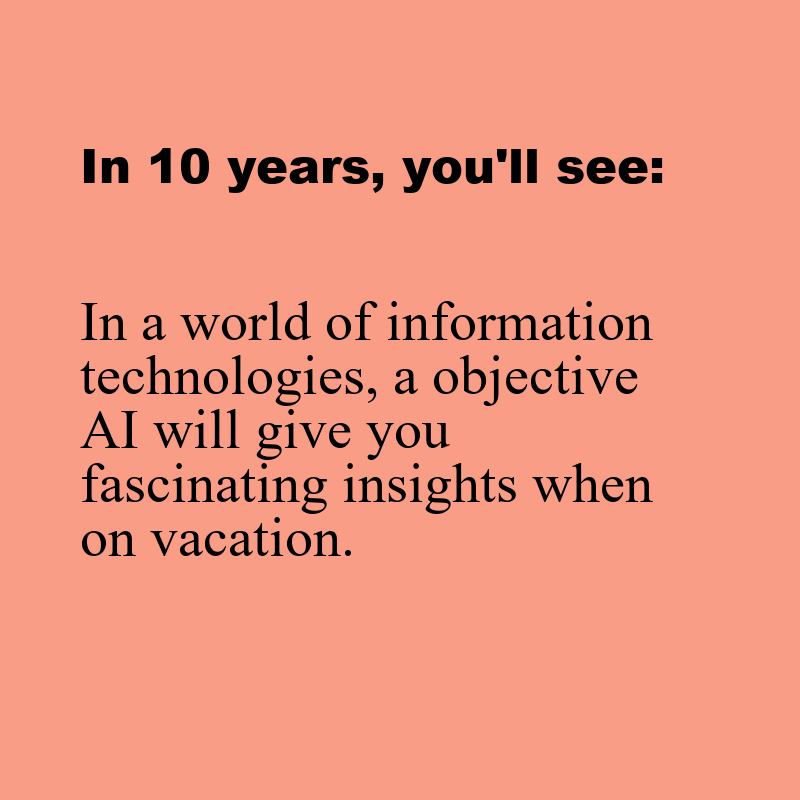 In 10 years, you'll see:
In a world of information
technologies, a objective
AI will give you
fascinating insights when
on vacation.